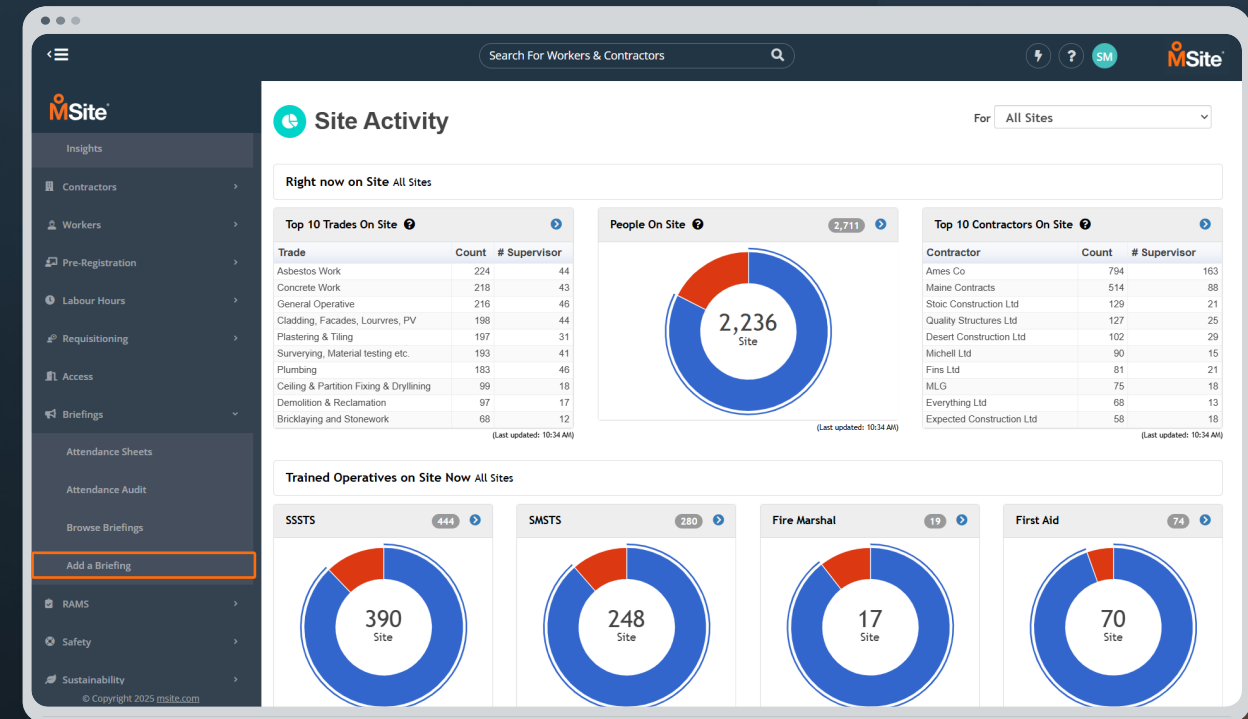 Search For Workers & Contractors
?
SM
MSite
MSite
Insights
Contractors
Workers
Pre-Registration
Labour Hours
Requisitioning
Access
Briefings
Attendance Sheets
Attendance Audit
Browse Briefings
Add a Briefing
RAMS
Safety
Sustainability
© Copyright 2025 msite.com
Site Activity
For All Sites
Right now on Site All Sites
Top 10 Trades On Site ?
Trade Count # Supervisor
Asbestos Work 224 44
Concrete Work 218 43
General Operative 216 46
Cladding, Facades, Lourvres, PV 198 44
Plastering & Tiling 197 31
Surverying, Material testing etc. 193 41
Plumbing 183 46
Ceiling & Partition Fixing & Dryllining 99 18
Demolition & Reclamation 97 17
Bricklaying and Stonework 68 12
(Last updated: 10:34 AM)
People On Site ? 2,711
2,236
Site
(Last updated: 10:34 AM)
Top 10 Contractors On Site ?
Contractor Count # Supervisor
Ames Co 794 163
Maine Contracts 514 88
Stoic Construction Ltd 129 21
Quality Structures Ltd 127 25
Desert Construction Ltd 102 29
Michell Ltd 90 15
Fins Ltd 81 21
MLG 75 18
Everything Ltd 68 13
Expected Construction Ltd 58 18
(Last updated: 10:34 AM)
Trained Operatives on Site Now All Sites
SSSTS 444
390
Site
SMSTS 280
248
Site
Fire Marshal 19
17
Site
First Aid 74
70
Site